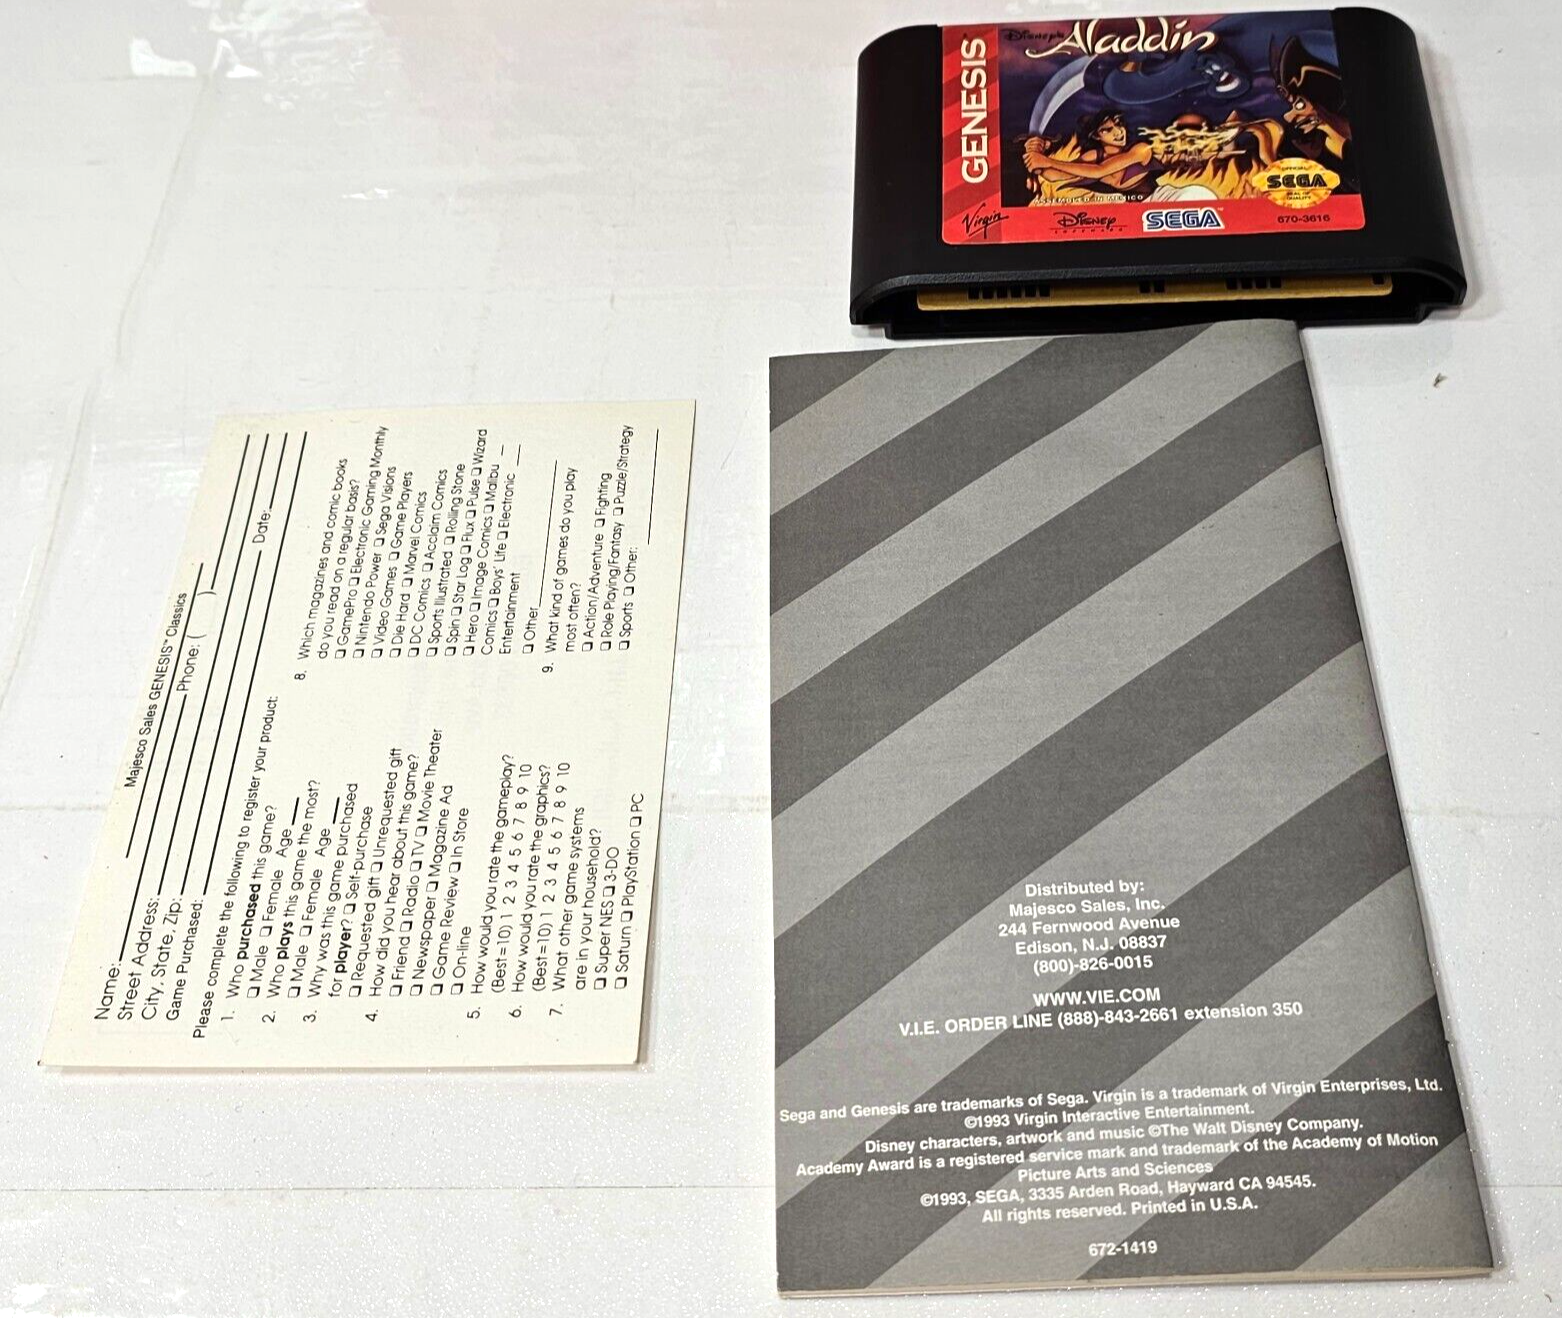 GENESIS
Disney's Aladdin
ASSEMBLED IN MEXICO
OFFICIAL
SEGA
SEAL OF
QUALITY
Virgin
DISNEY
SOFTWARE
SEGA™
670-3616
Majesco Sales GENESIS™ Classics
Name:
Street Address:
City, State, Zip: Phone: ( )
Game Purchased: Date:
Please complete the following to register your product:
1. Who purchased this game?
❏ Male ❏ Female Age
2. Who plays this game the most?
❏ Male ❏ Female Age
3. Why was this game purchased
for player? ❏ Self-purchase
❏ Requested gift ❏ Unrequested gift
4. How did you hear about this game?
❏ Friend ❏ Radio ❏ TV ❏ Movie Theater
❏ Newspaper ❏ Magazine Ad
❏ Game Review ❏ In Store
❏ On-line
5. How would you rate the gameplay?
(Best=10) 1 2 3 4 5 6 7 8 9 10
6. How would you rate the graphics?
(Best=10) 1 2 3 4 5 6 7 8 9 10
7. What other game systems
are in your household?
❏ Super NES ❏ 3-DO
❏ Saturn ❏ PlayStation ❏ PC
8. Which magazines and comic books
do you read on a regular basis?
❏ GamePro ❏ Electronic Gaming Monthly
❏ Nintendo Power ❏ Sega Visions
❏ Video Games ❏ Game Players
❏ Die Hard ❏ Marvel Comics
❏ DC Comics ❏ Acclaim Comics
❏ Sports Illustrated ❏ Rolling Stone
❏ Spin ❏ Star Log ❏ Flux ❏ Pulse ❏ Wizard
❏ Hero ❏ Image Comics ❏ Malibu
Comics ❏ Boys' Life ❏ Electronic
Entertainment
❏ Other
9. What kind of games do you play
most often?
❏ Action/Adventure ❏ Fighting
❏ Role Playing/Fantasy ❏ Puzzle/Strategy
❏ Sports ❏ Other:
Distributed by:
Majesco Sales, Inc.
244 Fernwood Avenue
Edison, N.J. 08837
(800)-826-0015
WWW.VIE.COM
V.I.E. ORDER LINE (888)-843-2661 extension 350
Sega and Genesis are trademarks of Sega. Virgin is a trademark of Virgin Enterprises, Ltd.
©1993 Virgin Interactive Entertainment.
Disney characters, artwork and music ©The Walt Disney Company.
Academy Award is a registered service mark and trademark of the Academy of Motion
Picture Arts and Sciences
©1993, SEGA, 3335 Arden Road, Hayward CA 94545.
All rights reserved. Printed in U.S.A.
672-1419